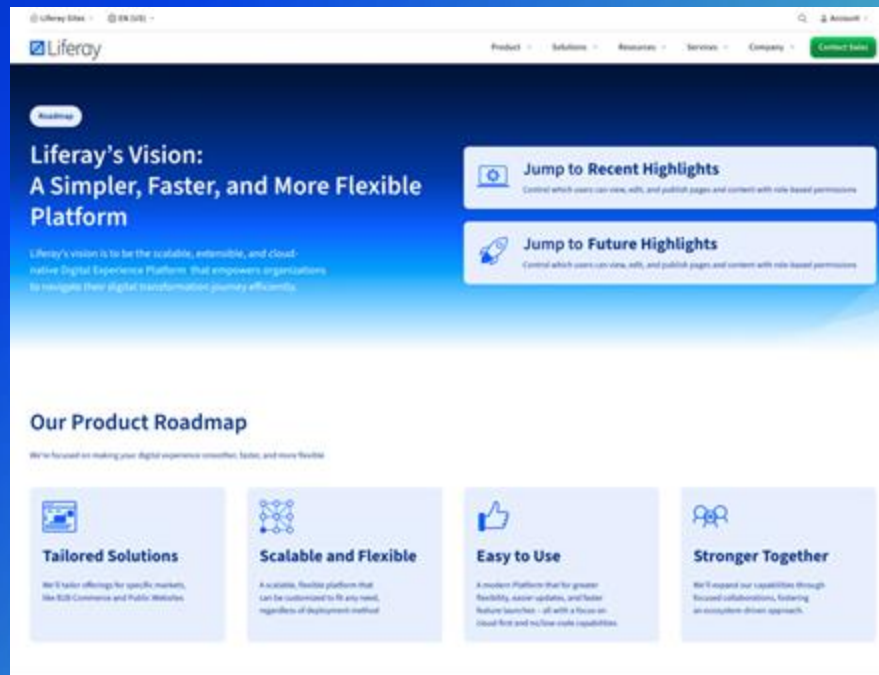 Liferay Sites
EN (US)
Account
Liferay
Product
Solutions
Resources
Services
Company
Contact Sales
Roadmap
Liferay's Vision:
A Simpler, Faster, and More Flexible
Platform
Liferay's vision is to be the scalable, extensible, and cloud-
native Digital Experience Platform that empowers organizations
to navigate their digital transformation journey efficiently.
Jump to Recent Highlights
Control which users can view, edit, and publish pages and content with role-based permissions
Jump to Future Highlights
Control which users can view, edit, and publish pages and content with role-based permissions
Our Product Roadmap
We're focused on making your digital experience smoother, faster, and more flexible
Tailored Solutions
We'll tailor offerings for specific markets,
like B2B Commerce and Public Websites
Scalable and Flexible
A scalable, flexible platform that
can be customized to fit any need,
regardless of deployment method
Easy to Use
A modern Platform that for greater
flexibility, easier updates, and faster
feature launches – all with a focus on
cloud-first and no/low-code capabilities
Stronger Together
We'll expand our capabilities through
focused collaborations, fostering
an ecosystem-driven approach.